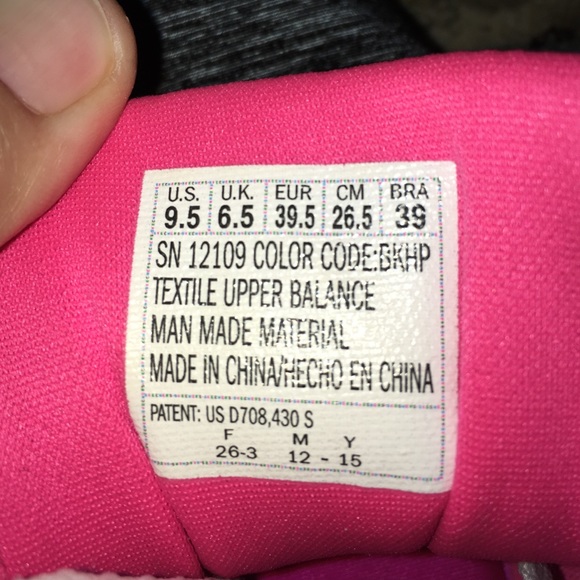 U.S. U.K. EUR CM BRA
9.5 6.5 39.5 26.5 39
SN 12109 COLOR CODE:BKHP
TEXTILE UPPER BALANCE
MAN MADE MATERIAL
MADE IN CHINA/HECHO EN CHINA
PATENT: US D708,430 S
F M Y
26-3 12 - 15